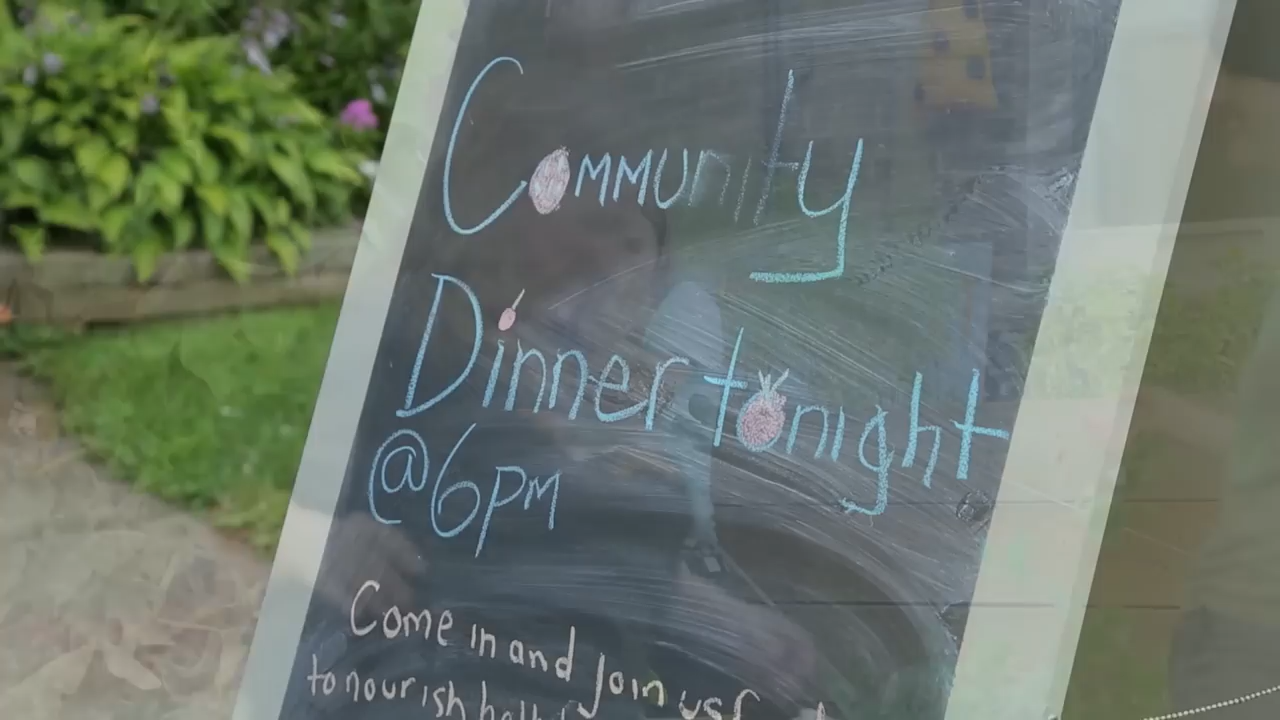 Community
Dinner tonight
@6pm
Come in and join us
to nourish